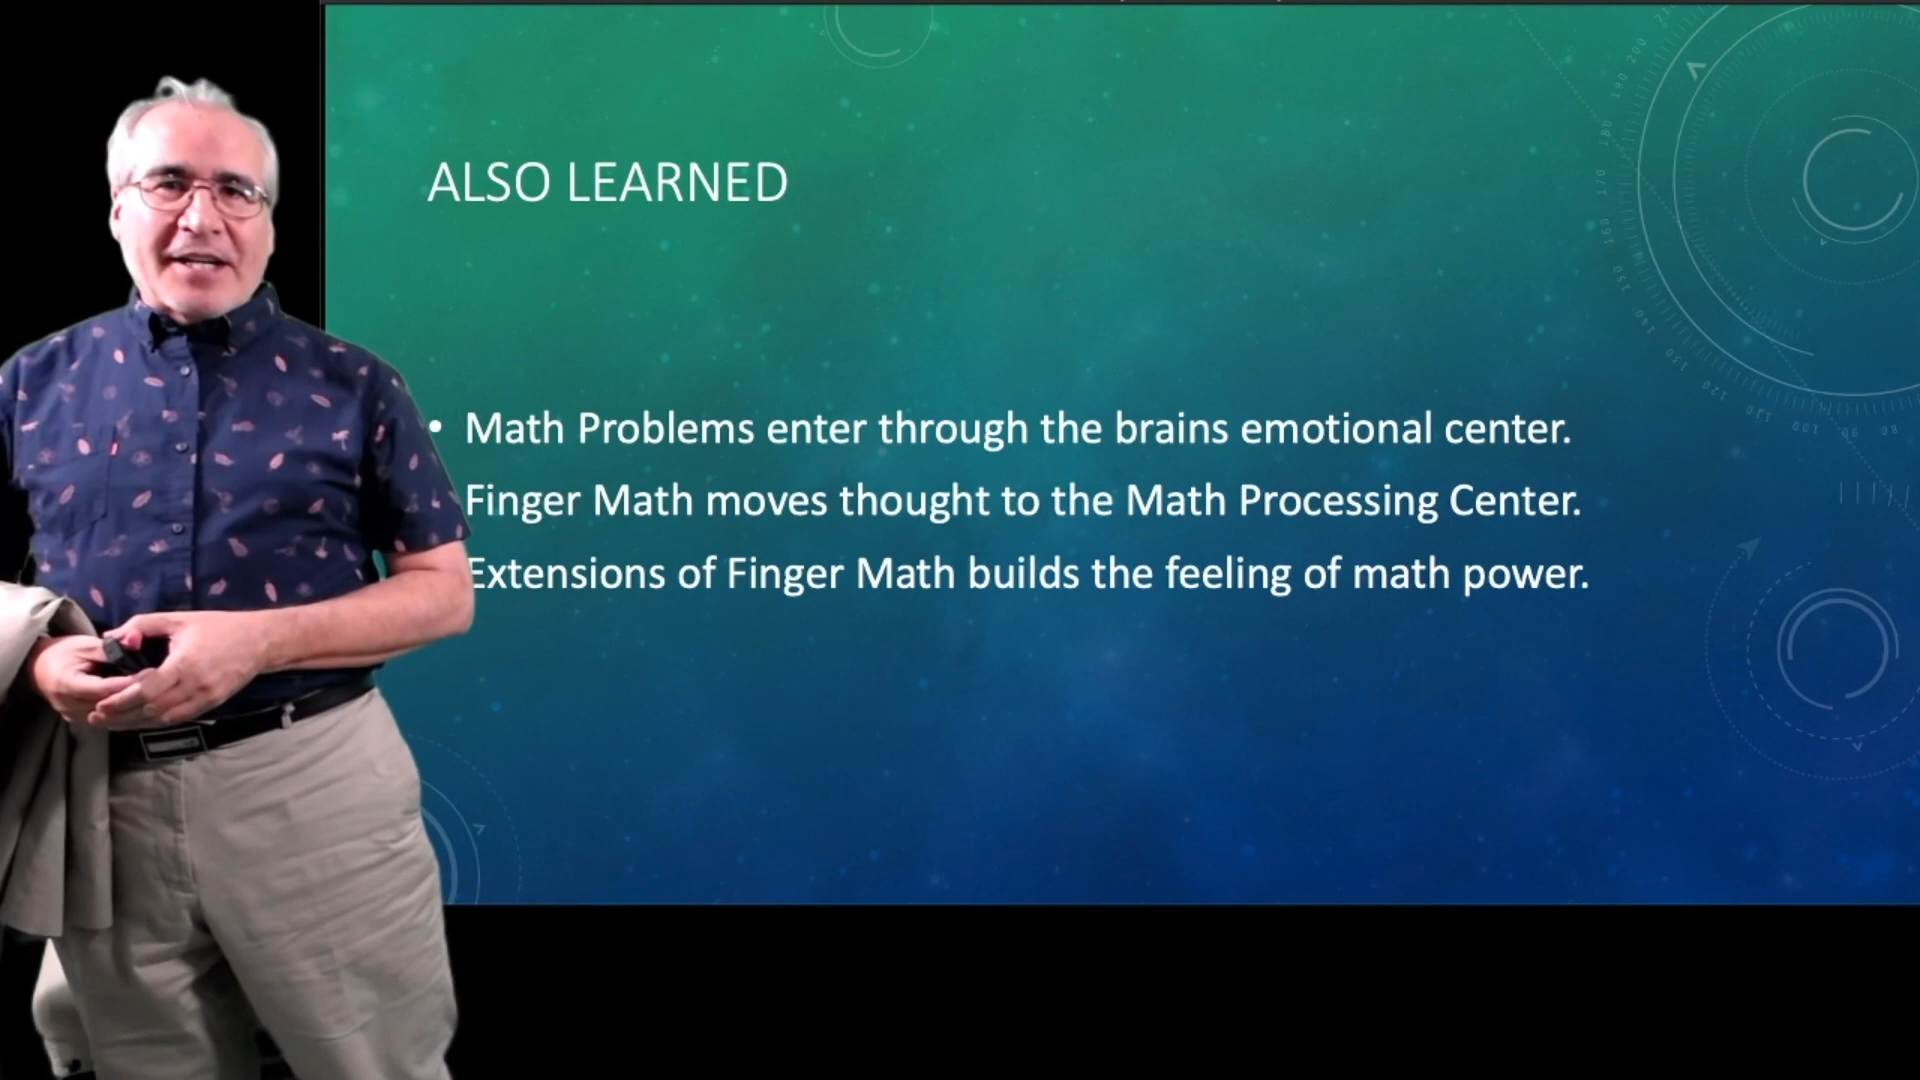 ALSO LEARNED
• Math Problems enter through the brains emotional center.
Finger Math moves thought to the Math Processing Center.
Extensions of Finger Math builds the feeling of math power.